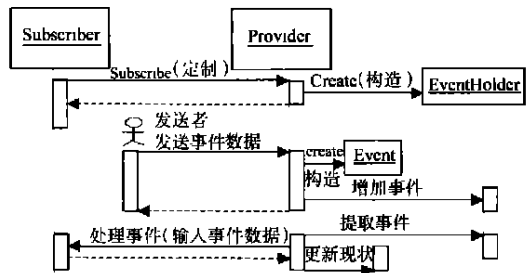 Subscriber
Provider
Subscribe(定制)
Create(构造)
EventHolder
发送者
发送事件数据
create
Event
构造
增加事件
提取事件
处理事件(输入事件数据)
更新现状